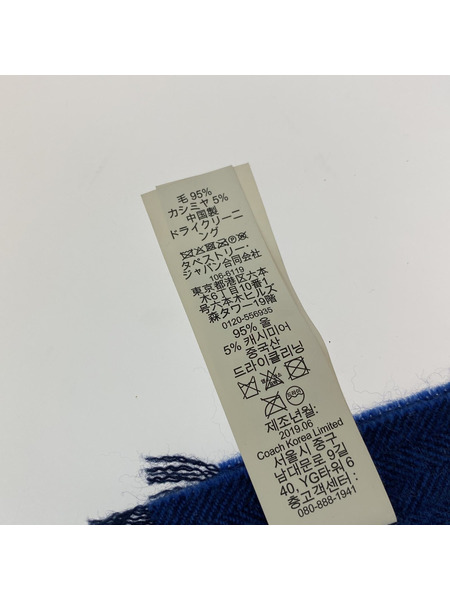 毛 95%
カシミヤ 5%
中国製
ドライクリーニ
ング
タペストリー・
ジャパン合同会社
106-6119
東京都港区六本
木6丁目10番1
号六本木ヒルズ
森タワー19階
0120-556935
95% 울
5% 캐시미어
중국산
드라이클리닝
제조년월:
2019.06
Coach Korea Limited
서울시 중구
남대문로 9길
40, YG타워 6
층고객센터 :
080-888-1941